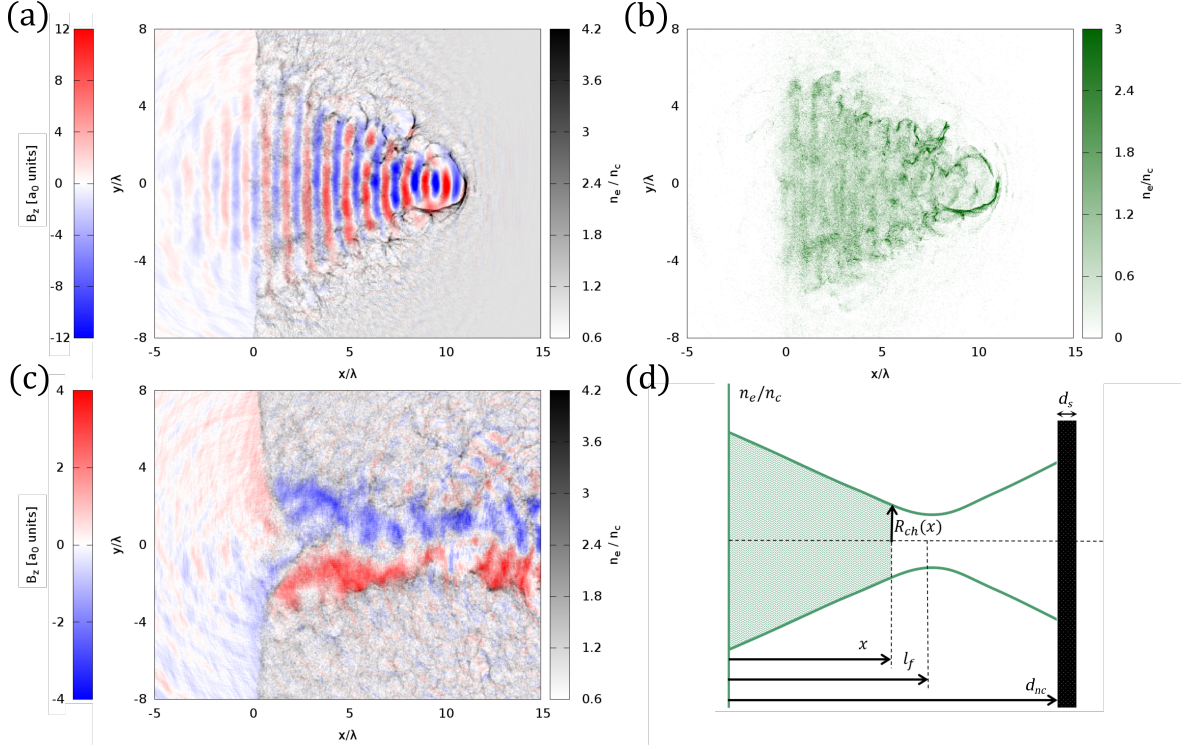 (a)
12
8
4
0
-4
-8
-12
B_z [a_0 units]
8
4
0
-4
-8
y/λ
-5 0 5 10 15
x/λ
4.2
3.6
3
2.4
1.8
1.2
0.6
n_e / n_c
(b)
8
4
0
-4
-8
y/λ
-5 0 5 10 15
x/λ
3
2.4
1.8
1.2
0.6
0
n_e/n_c
(c)
4
2
0
-2
-4
B_z [a_0 units]
8
4
0
-4
-8
y/λ
-5 0 5 10 15
x/λ
4.2
3.6
3
2.4
1.8
1.2
0.6
n_e / n_c
(d)
n_e/n_c
d_s
R_ch(x)
x
l_f
d_nc